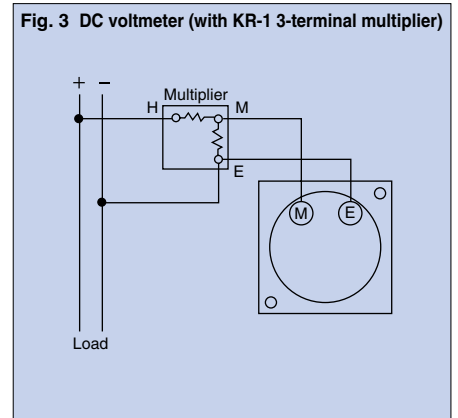 Fig. 3 DC voltmeter (with KR-1 3-terminal multiplier)
+ −
Multiplier
H M
E
M E
Load